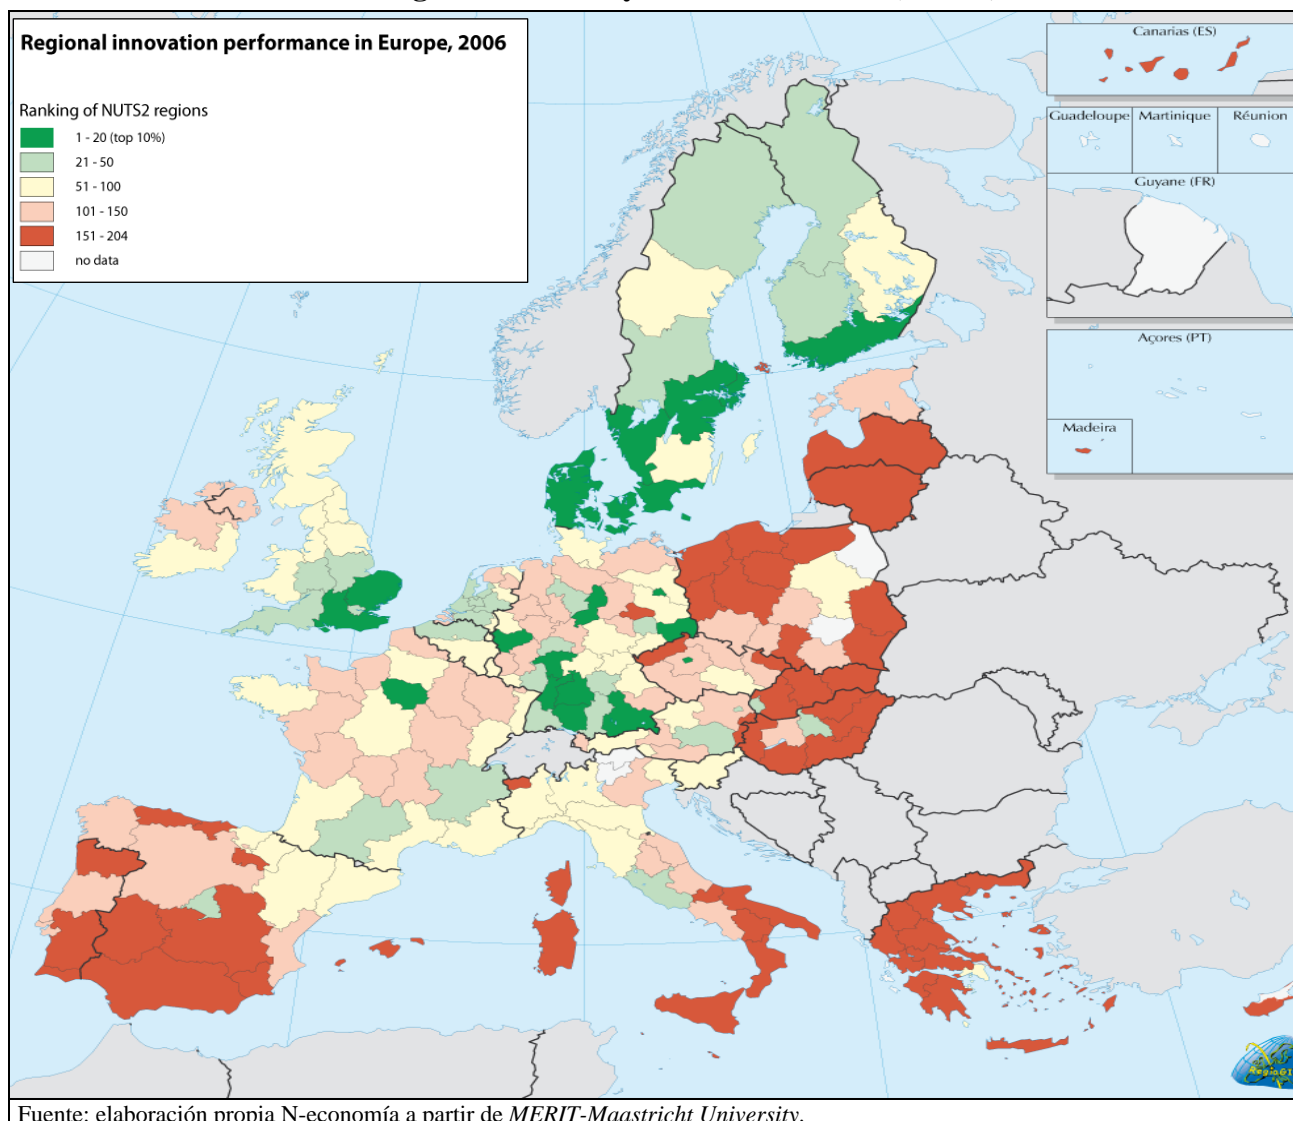 Regional innovation performance in Europe, 2006
Ranking of NUTS2 regions
1 - 20 (top 10%)
21 - 50
51 - 100
101 - 150
151 - 204
no data
Canarias (ES)
Guadeloupe
Martinique
Réunion
Guyane (FR)
Açores (PT)
Madeira
Fuente: elaboración propia N-economía a partir de MERIT-Maastricht University.